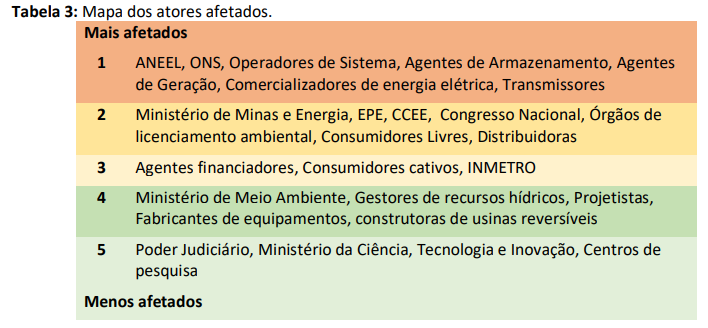 Tabela 3: Mapa dos atores afetados.
Mais afetados
1 ANEEL, ONS, Operadores de Sistema, Agentes de Armazenamento, Agentes
de Geração, Comercializadores de energia elétrica, Transmissores
2 Ministério de Minas e Energia, EPE, CCEE, Congresso Nacional, Órgãos de
licenciamento ambiental, Consumidores Livres, Distribuidoras
3 Agentes financiadores, Consumidores cativos, INMETRO
4 Ministério de Meio Ambiente, Gestores de recursos hídricos, Projetistas,
Fabricantes de equipamentos, construtoras de usinas reversíveis
5 Poder Judiciário, Ministério da Ciência, Tecnologia e Inovação, Centros de
pesquisa
Menos afetados